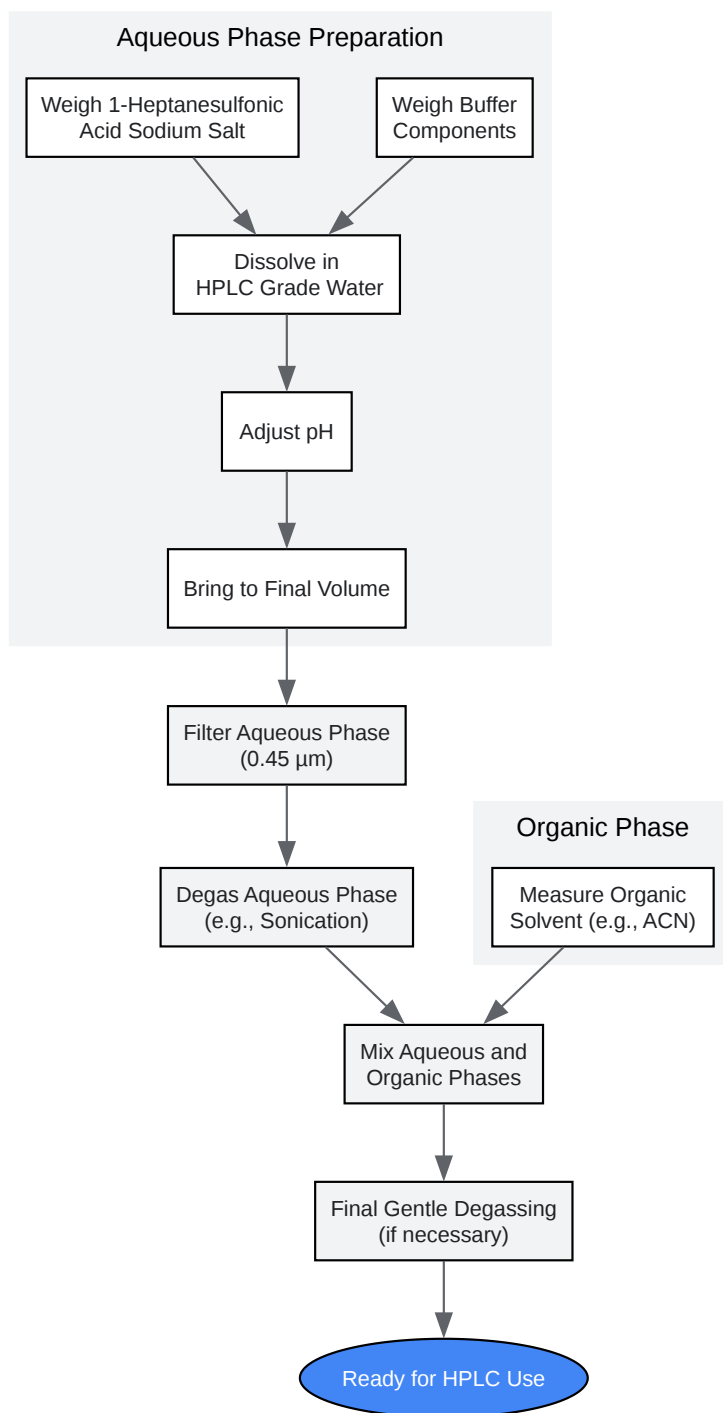 Aqueous Phase Preparation
Weigh 1-Heptanesulfonic
Acid Sodium Salt
Weigh Buffer
Components
Dissolve in
HPLC Grade Water
Adjust pH
Bring to Final Volume
Filter Aqueous Phase
(0.45 µm)
Organic Phase
Degas Aqueous Phase
(e.g., Sonication)
Measure Organic
Solvent (e.g., ACN)
Mix Aqueous and
Organic Phases
Final Gentle Degassing
(if necessary)
Ready for HPLC Use